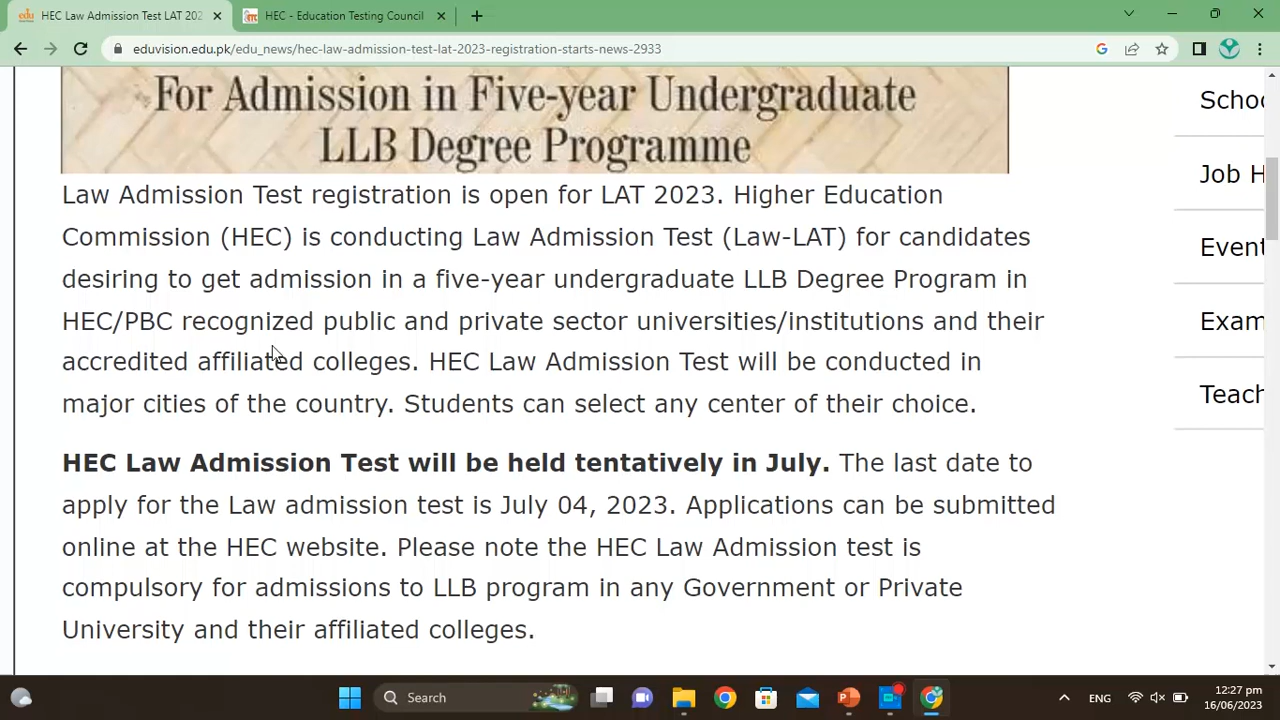 HEC Law Admission Test LAT 202
HEC - Education Testing Council
eduvision.edu.pk/edu_news/hec-law-admission-test-lat-2023-registration-starts-news-2933
For Admission in Five-year Undergraduate
LLB Degree Programme
Law Admission Test registration is open for LAT 2023. Higher Education
Commission (HEC) is conducting Law Admission Test (Law-LAT) for candidates
desiring to get admission in a five-year undergraduate LLB Degree Program in
HEC/PBC recognized public and private sector universities/institutions and their
accredited affiliated colleges. HEC Law Admission Test will be conducted in
major cities of the country. Students can select any center of their choice.
HEC Law Admission Test will be held tentatively in July. The last date to
apply for the Law admission test is July 04, 2023. Applications can be submitted
online at the HEC website. Please note the HEC Law Admission test is
compulsory for admissions to LLB program in any Government or Private
University and their affiliated colleges.
Schoo
Job H
Event
Exam
Teach
Search
ENG
12:27 pm
16/06/2023